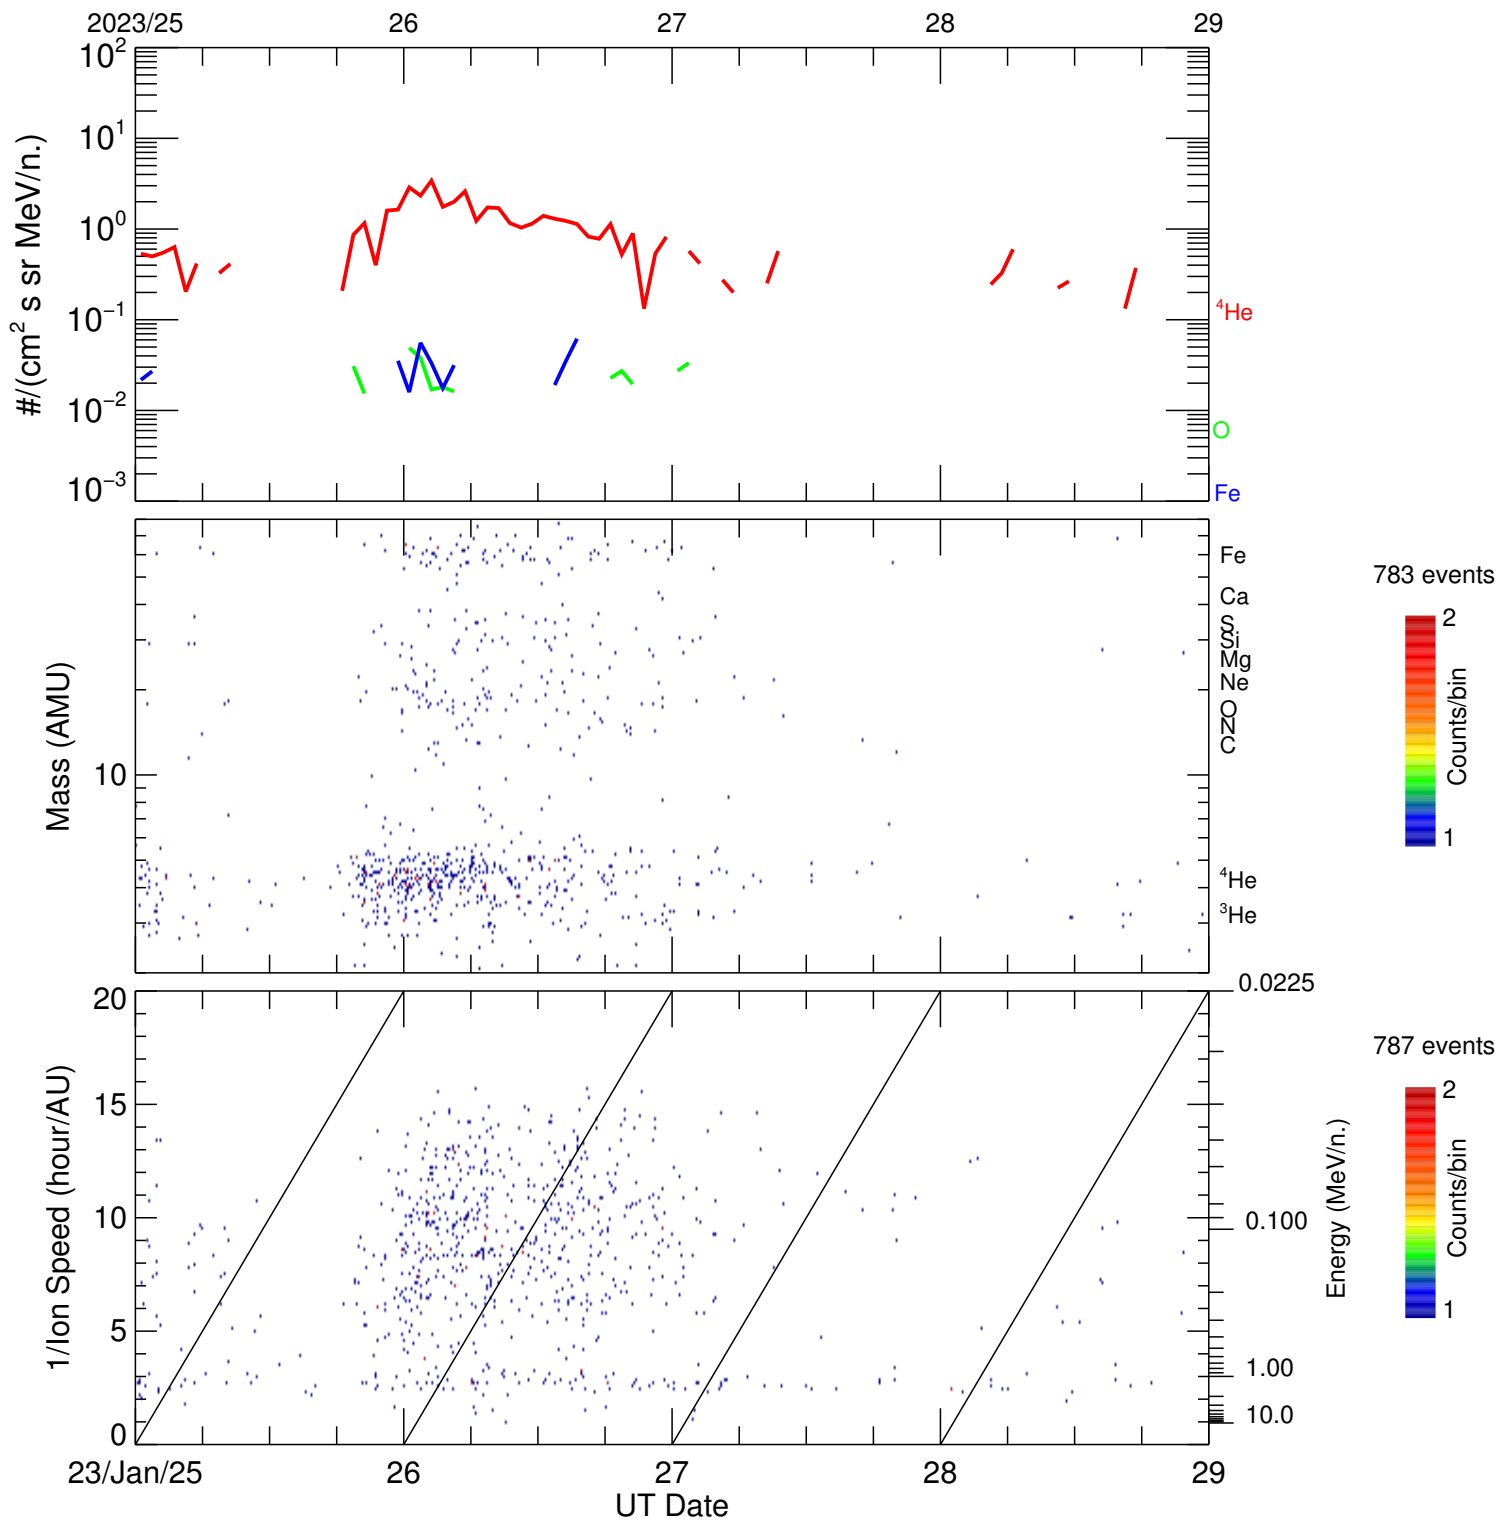 2023/25 26 27 28 29
10^2
10^1
10^0
10^-1
10^-2
10^-3
#/(cm^2 s sr MeV/n.)
^4He
O
Fe
Mass (AMU)
10
Fe
Ca
S
Si
Mg
Ne
O
N
C
^4He
^3He
783 events
2
Counts/bin
1
1/Ion Speed (hour/AU)
20
15
10
5
0
0.0225
0.100
1.00
10.0
Energy (MeV/n.)
787 events
2
Counts/bin
1
23/Jan/25 26 27 28 29
UT Date